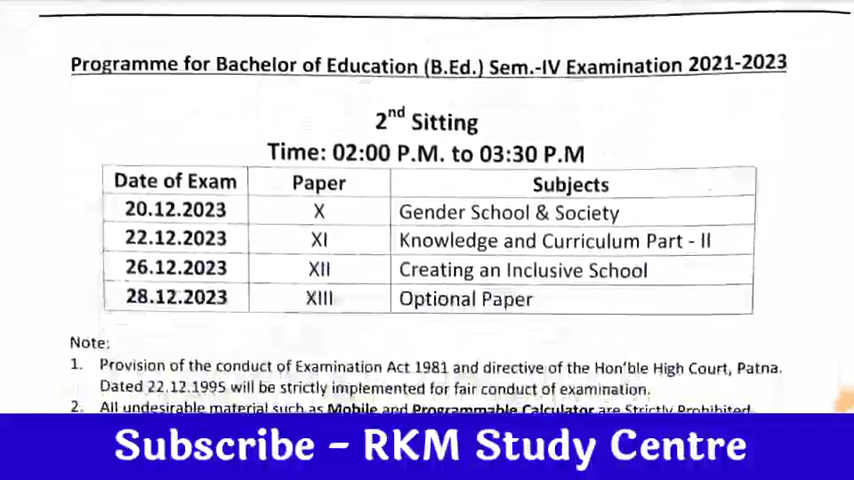 Programme for Bachelor of Education (B.Ed.) Sem.-IV Examination 2021-2023
2nd Sitting
Time: 02:00 P.M. to 03:30 P.M
Date of Exam Paper Subjects
20.12.2023 X Gender School & Society
22.12.2023 XI Knowledge and Curriculum Part - II
26.12.2023 XII Creating an Inclusive School
28.12.2023 XIII Optional Paper
Note:
1. Provision of the conduct of Examination Act 1981 and directive of the Hon'ble High Court, Patna.
Dated 22.12.1995 will be strictly implemented for fair conduct of examination.
2. All undesirable material such as Mobile and Programmable Calculator are Strictly Prohibited.
Subscribe – RKM Study Centre